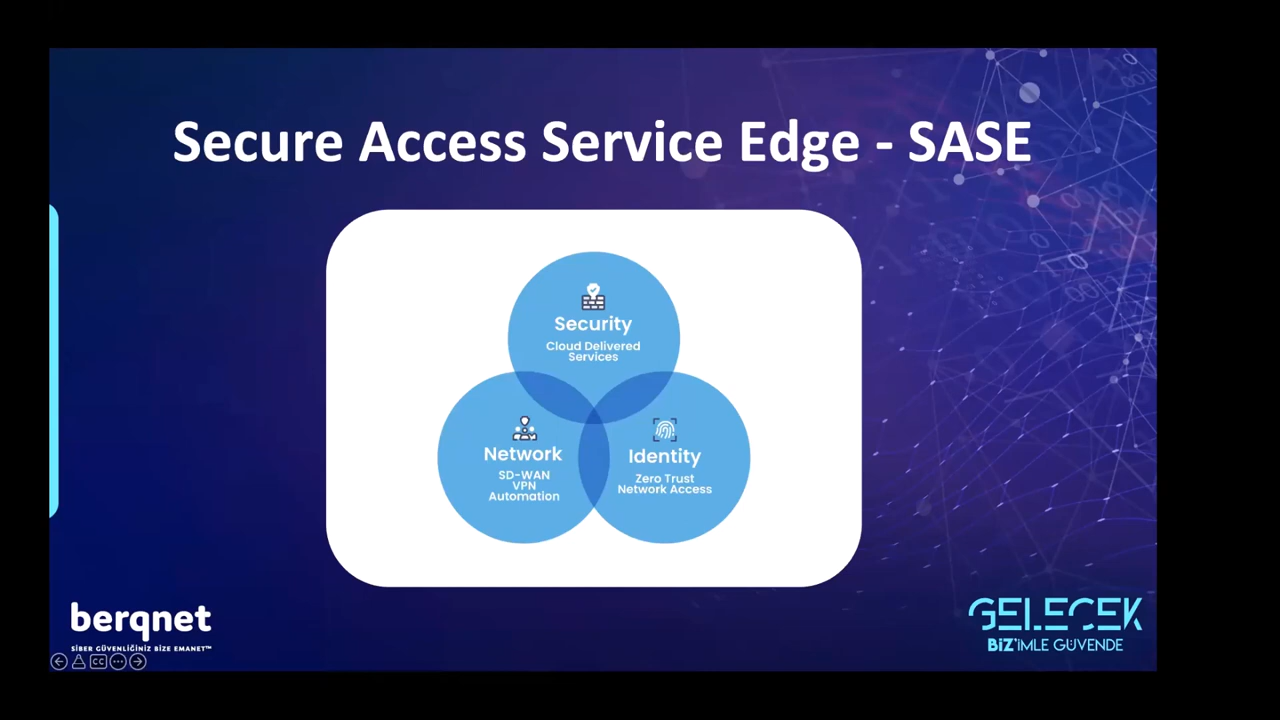 Secure Access Service Edge - SASE
Security
Cloud Delivered
Services
Network
SD-WAN
VPN
Automation
Identity
Zero Trust
Network Access
berqnet
SİBER GÜVENLİĞİNİZ BİZE EMANET™
GELECEK
BİZ'İMLE GÜVENDE
CC